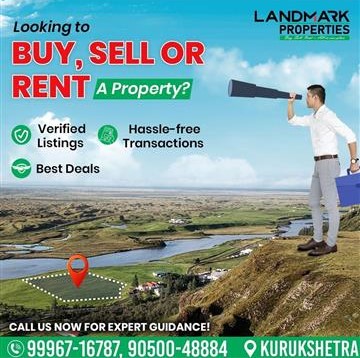 LANDMARK
PROPERTIES
Looking to
BUY, SELL OR
RENT A Property?
Verified
Listings
Hassle-free
Transactions
Best Deals
CALL US NOW FOR EXPERT GUIDANCE!
99967-16787, 90500-48884
KURUKSHETRA